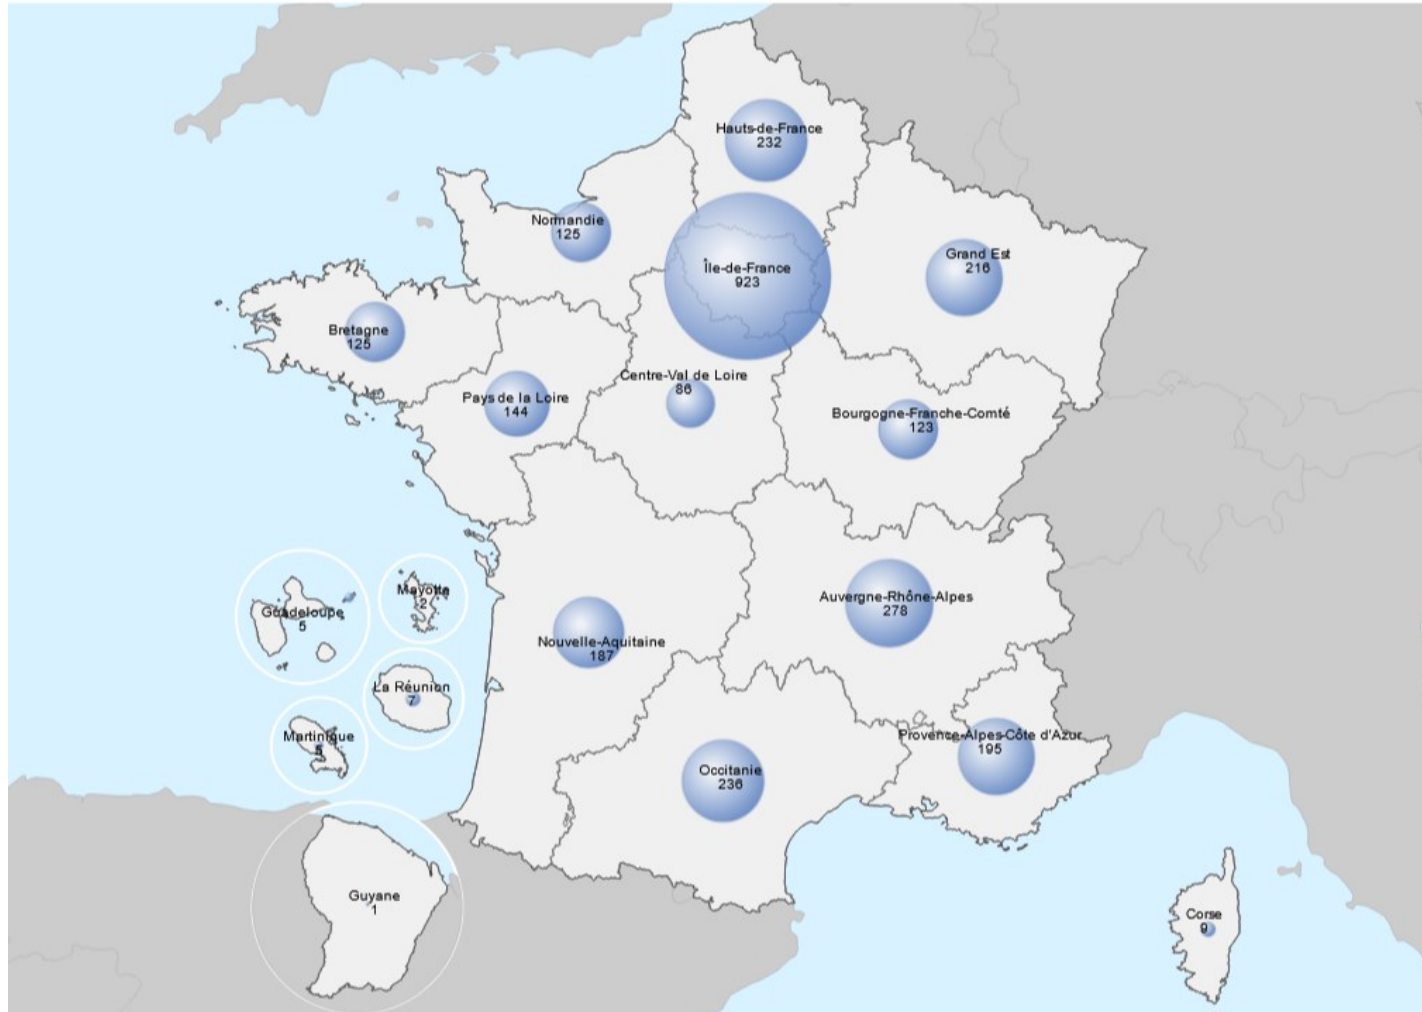 Hauts-de-France
232
Normandie
125
Île-de-France
923
Grand Est
216
Bretagne
125
Pays de la Loire
144
Centre-Val de Loire
86
Bourgogne-Franche-Comté
123
Auvergne-Rhône-Alpes
278
Nouvelle-Aquitaine
187
Provence-Alpes-Côte d'Azur
195
Occitanie
236
Guadeloupe
5
Mayotte
2
La Réunion
7
Martinique
5
Guyane
1
Corse
9